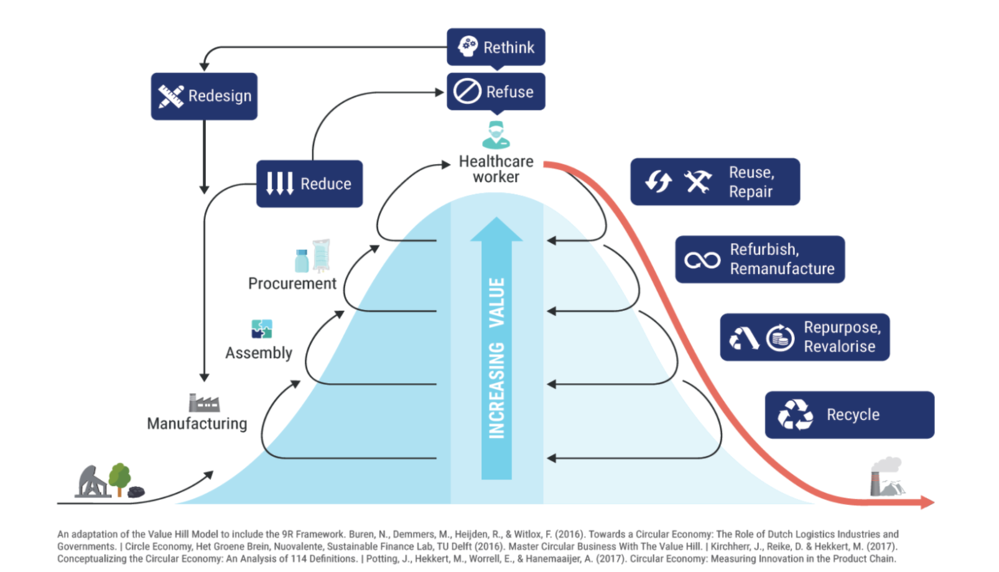 Rethink
Redesign
Refuse
Healthcare
worker
Reduce
Reuse,
Repair
Refurbish,
Remanufacture
Procurement
INCREASING VALUE
Assembly
Repurpose,
Revalorise
Manufacturing
Recycle
An adaptation of the Value Hill Model to include the 9R Framework. Buren, N., Demmers, M., Heijden, R., & Witlox, F. (2016). Towards a Circular Economy: The Role of Dutch Logistics Industries and
Governments. | Circle Economy, Het Groene Brein, Nuovalente, Sustainable Finance Lab, TU Delft (2016). Master Circular Business With The Value Hill. | Kirchherr, J., Reike, D. & Hekkert, M. (2017).
Conceptualizing the Circular Economy: An Analysis of 114 Definitions. | Potting, J., Hekkert, M., Worrell, E., & Hanemaaijer, A. (2017). Circular Economy: Measuring Innovation in the Product Chain.